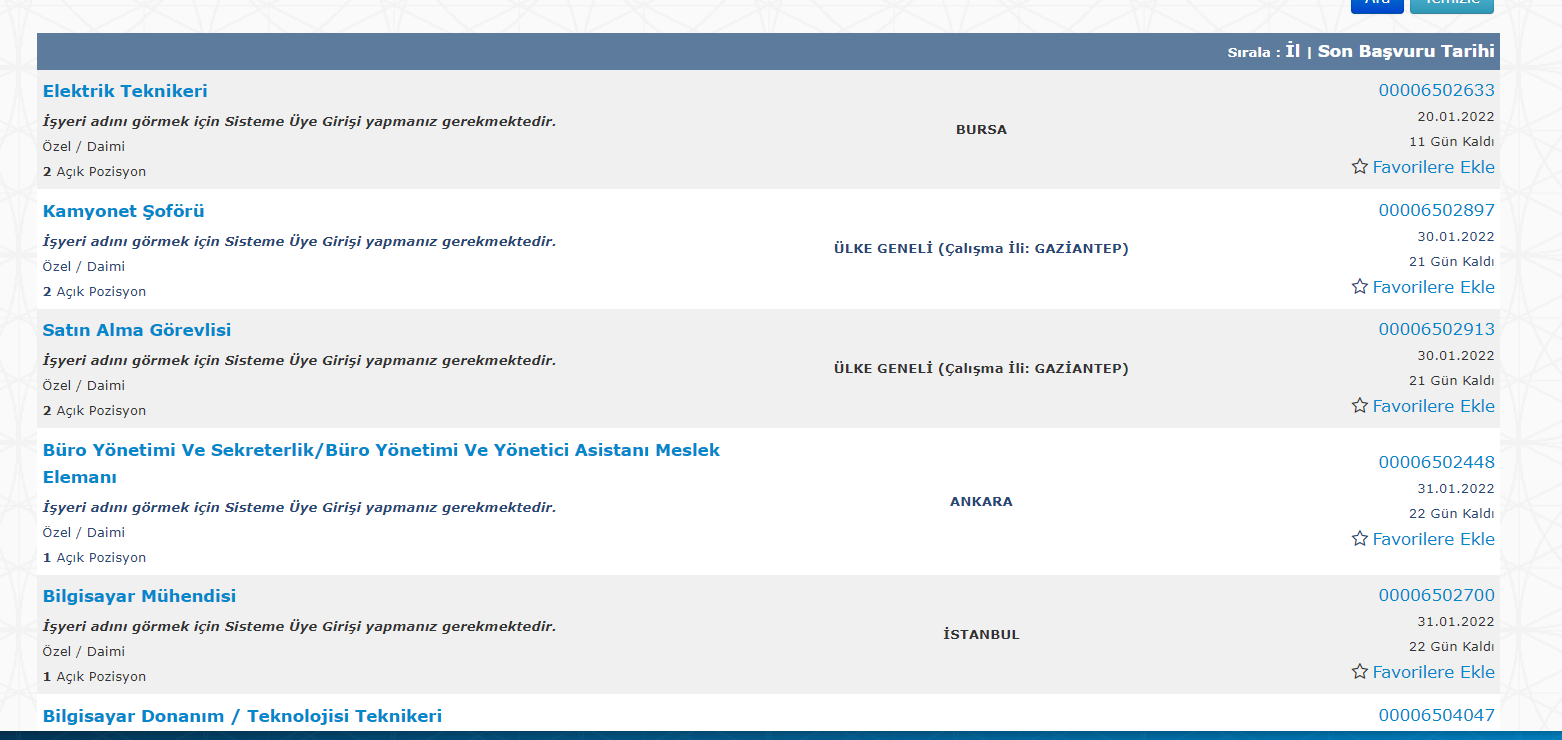 Ara Temizle
Sırala : İl | Son Başvuru Tarihi
Elektrik Teknikeri
İşyeri adını görmek için Sisteme Üye Girişi yapmanız gerekmektedir.
Özel / Daimi
2 Açık Pozisyon
BURSA
00006502633
20.01.2022
11 Gün Kaldı
Favorilere Ekle
Kamyonet Şoförü
İşyeri adını görmek için Sisteme Üye Girişi yapmanız gerekmektedir.
Özel / Daimi
2 Açık Pozisyon
ÜLKE GENELİ (Çalışma İli: GAZİANTEP)
00006502897
30.01.2022
21 Gün Kaldı
Favorilere Ekle
Satın Alma Görevlisi
İşyeri adını görmek için Sisteme Üye Girişi yapmanız gerekmektedir.
Özel / Daimi
2 Açık Pozisyon
ÜLKE GENELİ (Çalışma İli: GAZİANTEP)
00006502913
30.01.2022
21 Gün Kaldı
Favorilere Ekle
Büro Yönetimi Ve Sekreterlik/Büro Yönetimi Ve Yönetici Asistanı Meslek
Elemanı
İşyeri adını görmek için Sisteme Üye Girişi yapmanız gerekmektedir.
Özel / Daimi
1 Açık Pozisyon
ANKARA
00006502448
31.01.2022
22 Gün Kaldı
Favorilere Ekle
Bilgisayar Mühendisi
İşyeri adını görmek için Sisteme Üye Girişi yapmanız gerekmektedir.
Özel / Daimi
1 Açık Pozisyon
İSTANBUL
00006502700
31.01.2022
22 Gün Kaldı
Favorilere Ekle
Bilgisayar Donanım / Teknolojisi Teknikeri
00006504047